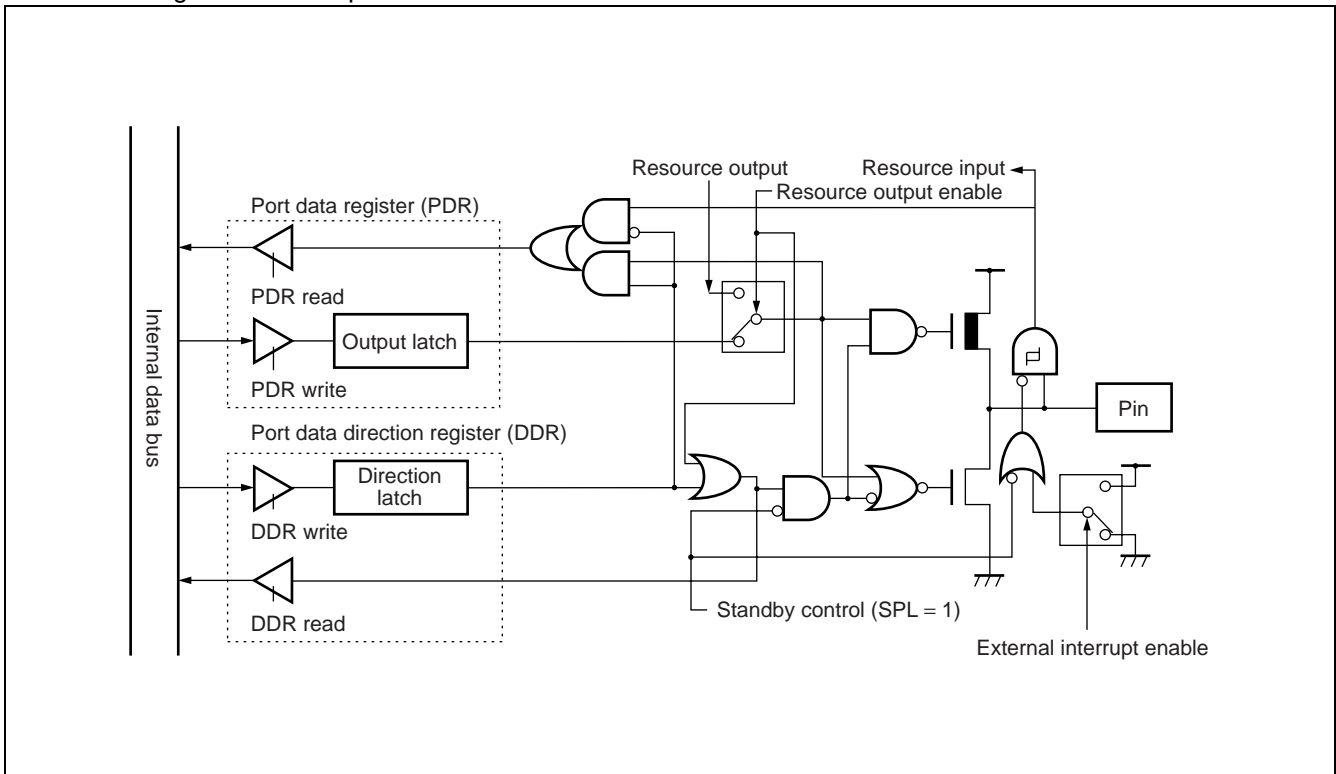 Resource output
Resource input
Resource output enable
Port data register (PDR)
PDR read
Output latch
PDR write
Internal data bus
Pin
Port data direction register (DDR)
Direction
latch
DDR write
DDR read
Standby control (SPL = 1)
External interrupt enable